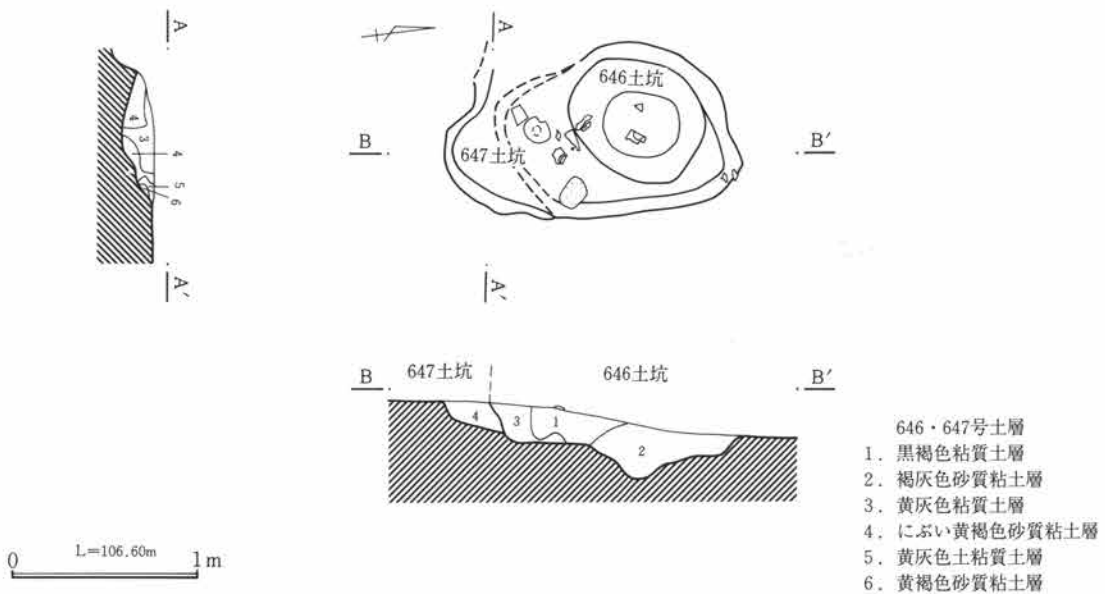 A
A
646土坑
B
B′
647土坑
4
3
4
5
6
A′
A′
B
647土坑
646土坑
B′
4
3
1
2
646・647号土層
1. 黒褐色粘質土層
2. 褐灰色砂質粘土層
3. 黄灰色粘質土層
4. にぶい黄褐色砂質粘土層
5. 黄灰色土粘質土層
6. 黄褐色砂質粘土層
0
L＝106.60m
1m